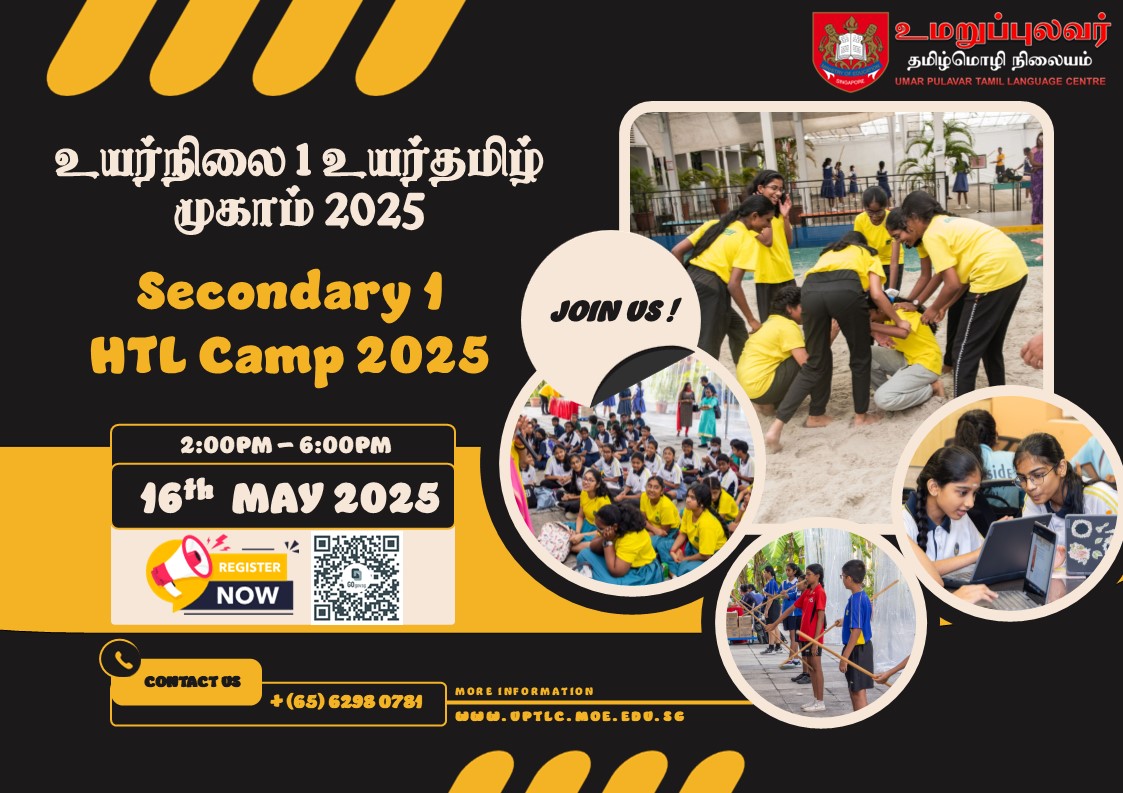 உமறுப்புலவர்
தமிழ்மொழி நிலையம்
UMAR PULAVAR TAMIL LANGUAGE CENTRE
SINGAPORE
உயர்நிலை 1 உயர்தமிழ்
முகாம் 2025
Secondary 1
HTL Camp 2025
JOIN US !
2:00PM – 6:00PM
16th MAY 2025
REGISTER
NOW
CONTACT US
+ (65) 6298 0781
MORE INFORMATION
WWW.UPTLC.MOE.EDU.SG